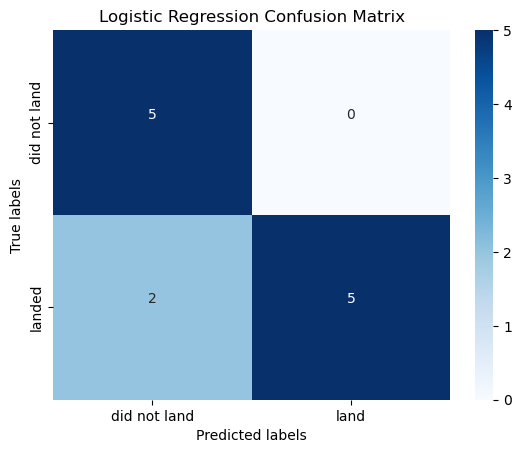 Logistic Regression Confusion Matrix
did not land
landed
True labels
5
0
2
5
did not land
land
Predicted labels
5
4
3
2
1
0